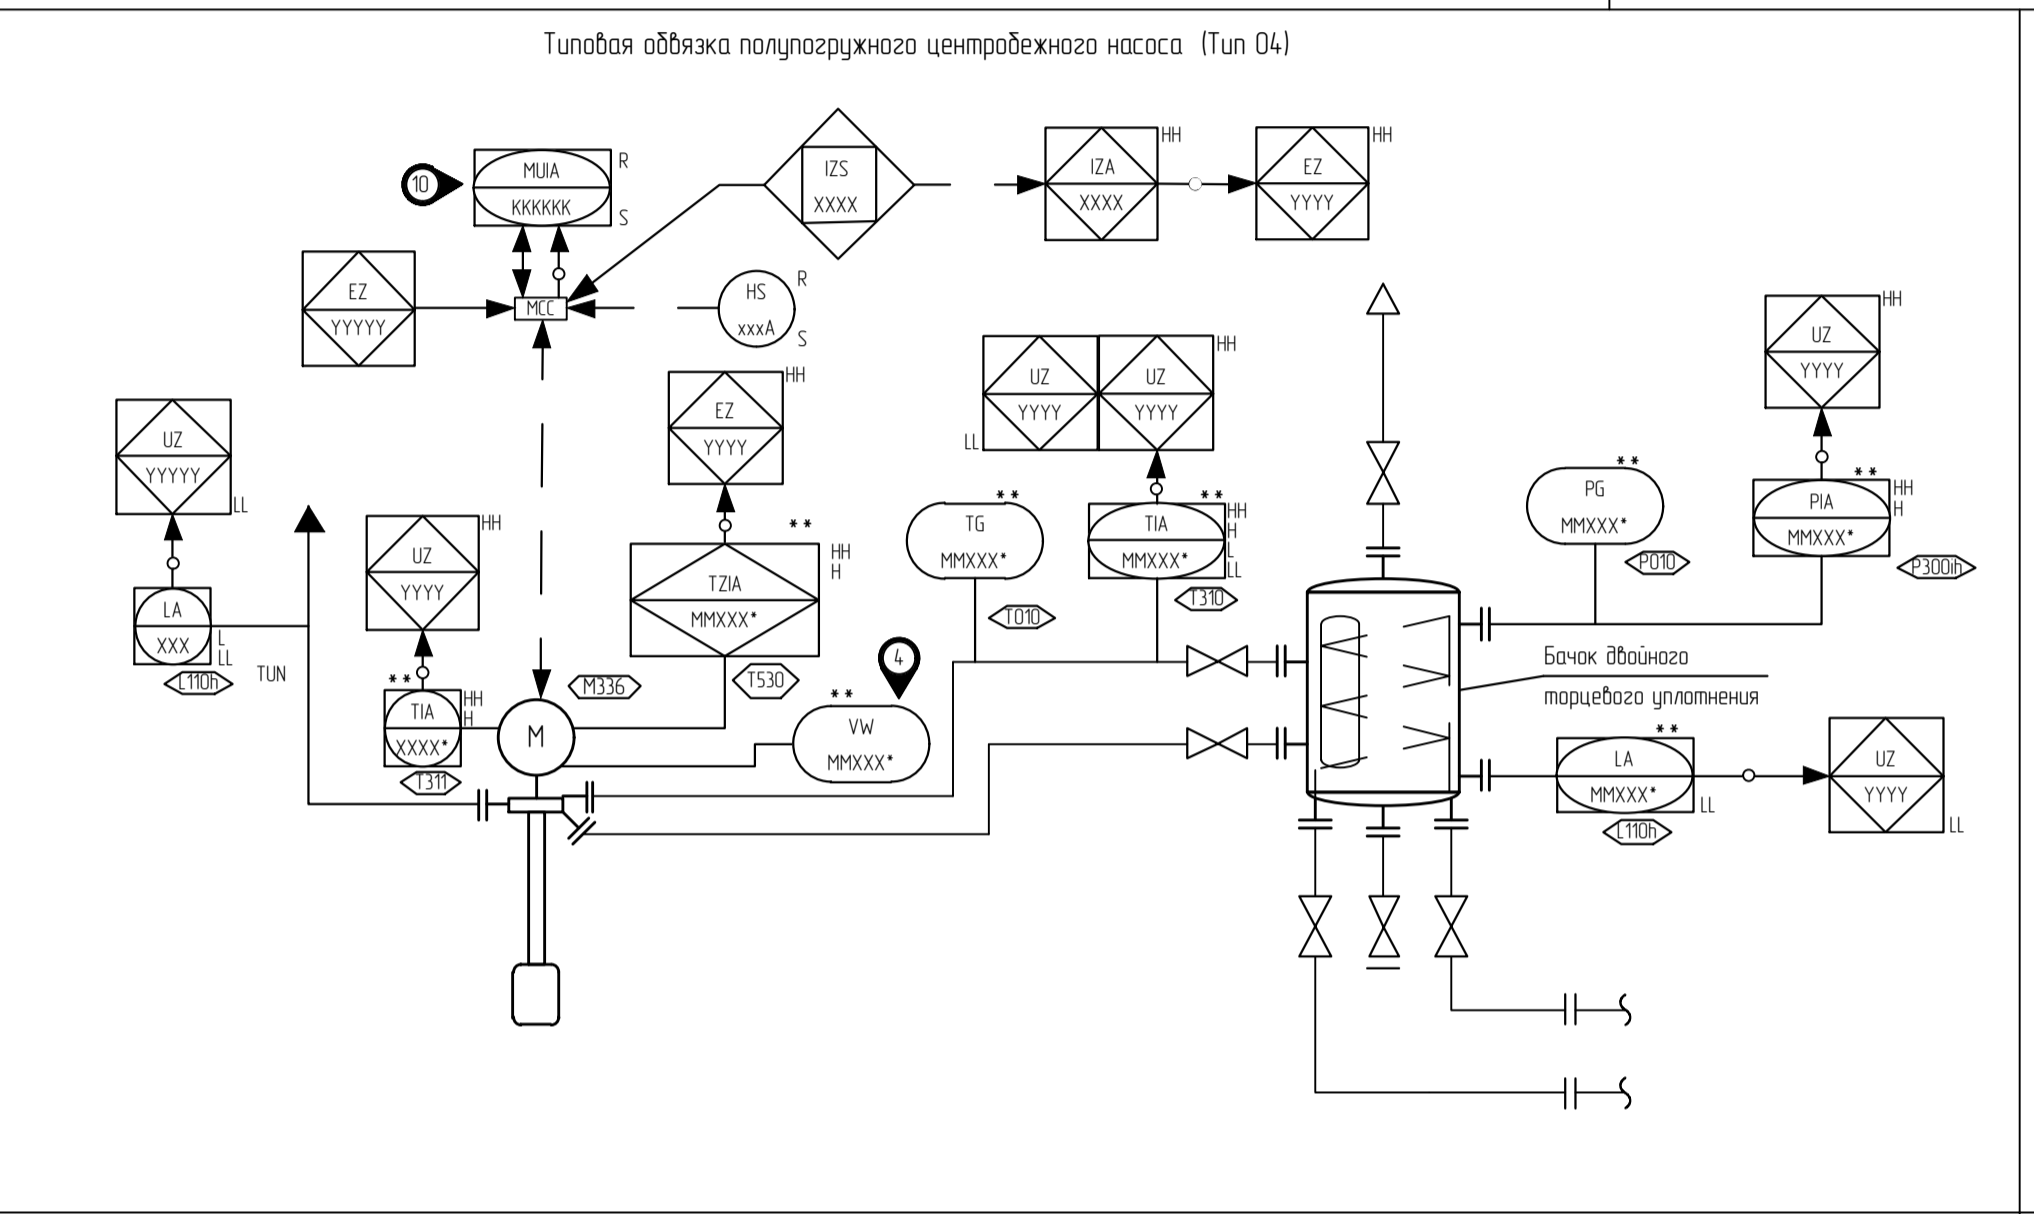 Типовая обвязка полупогружного центробежного насоса (Тип 04)
10
MUIA
KKKKKK
R
S
IZS
XXXX
IZA
XXXX
HH
EZ
YYYY
HH
EZ
YYYYY
MCC
HS
xxxA
R
S
UZ
YYYYY
LL
LA
XXX
L
LL
L110h
TUN
UZ
YYYY
HH
** 
TIA
XXXX*
HH
H
T311
M
M336
EZ
YYYY
HH
**
TZIA
MMXXX*
HH
H
T530
4
**
VW
MMXXX*
**
TG
MMXXX*
T010
UZ
YYYY
LL
UZ
YYYY
HH
**
TIA
MMXXX*
HH
H
L
LL
T310
**
PG
MMXXX*
P010
UZ
YYYY
HH
**
PIA
MMXXX*
HH
H
P300ih
Бачок двойного
торцевого уплотнения
**
LA
MMXXX*
LL
L110h
UZ
YYYY
LL